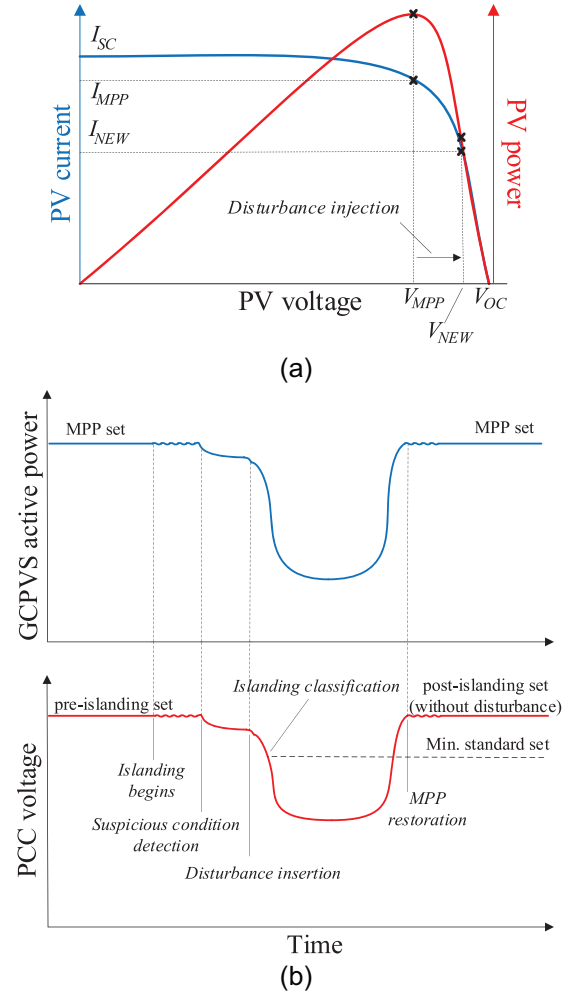 I_SC
I_MPP
I_NEW
PV current
PV power
Disturbance injection
PV voltage
V_MPP
V_OC
V_NEW
(a)
MPP set
MPP set
GCPVS active power
Islanding classification
pre-islanding set
post-islanding set
(without disturbance)
Min. standard set
Islanding
begins
MPP
restoration
Suspicious condition
detection
Disturbance insertion
PCC voltage
Time
(b)